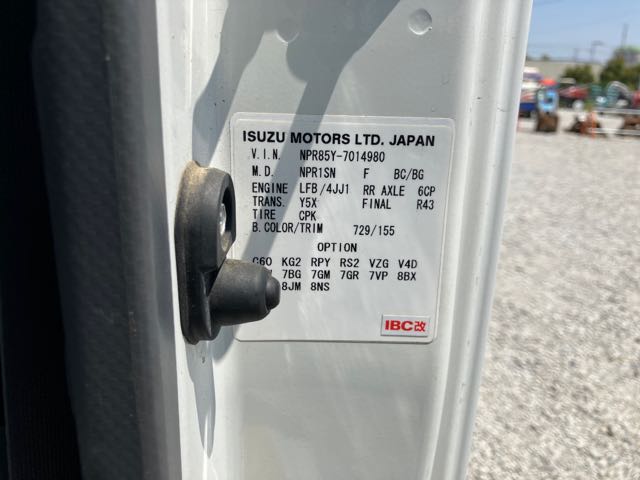 ISUZU MOTORS LTD. JAPAN
V.I.N. NPR85Y-7014980
M.D. NPR1SN F BC/BG
ENGINE LFB/4JJ1 RR AXLE 6CP
TRANS. Y5X FINAL R43
TIRE CPK
B.COLOR/TRIM 729/155
OPTION
C60 KG2 RPY RS2 VZG V4D
7BG 7GM 7GR 7VP 8BX
8JM 8NS
IBC改